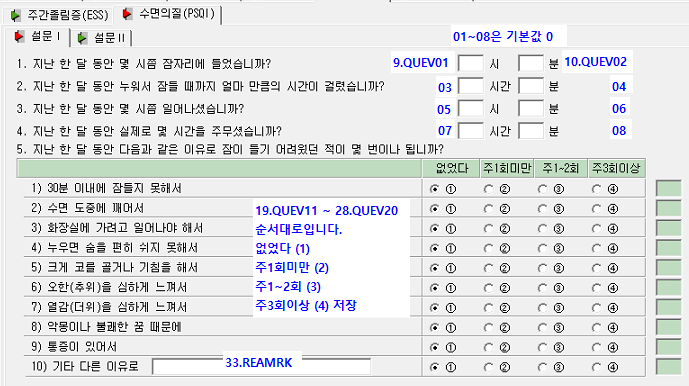 주간졸림증(ESS) 수면의질(PSQI)
설문Ⅰ 설문Ⅱ
01~08은 기본값 0
1. 지난 한 달 동안 몇 시쯤 잠자리에 들었습니까? 9.QUEV01 시 분 10.QUEV02
2. 지난 한 달 동안 누워서 잠들 때까지 얼마 만큼의 시간이 걸렸습니까? 03 시간 분 04
3. 지난 한 달 동안 몇 시쯤 일어나셨습니까? 05 시 분 06
4. 지난 한 달 동안 실제로 몇 시간을 주무셨습니까? 07 시간 분 08
5. 지난 한 달 동안 다음과 같은 이유로 잠이 들기 어려웠던 적이 몇 번이나 됩니까?
없었다 주1회미만 주1~2회 주3회이상
1) 30분 이내에 잠들지 못해서 ① ② ③ ④
2) 수면 도중에 깨어서 19.QUEV11 ~ 28.QUEV20 ① ② ③ ④
3) 화장실에 가려고 일어나야 해서 순서대로입니다. ① ② ③ ④
4) 누우면 숨을 편히 쉬지 못해서 없었다 (1) ① ② ③ ④
5) 크게 코를 골거나 기침을 해서 주1회미만 (2) ① ② ③ ④
6) 오한(추위)을 심하게 느껴서 주1~2회 (3) ① ② ③ ④
7) 열감(더위)을 심하게 느껴서 주3회이상 (4) 저장 ① ② ③ ④
8) 악몽이나 불쾌한 꿈 때문에 ① ② ③ ④
9) 통증이 있어서 ① ② ③ ④
10) 기타 다른 이유로 33.REAMRK ① ② ③ ④